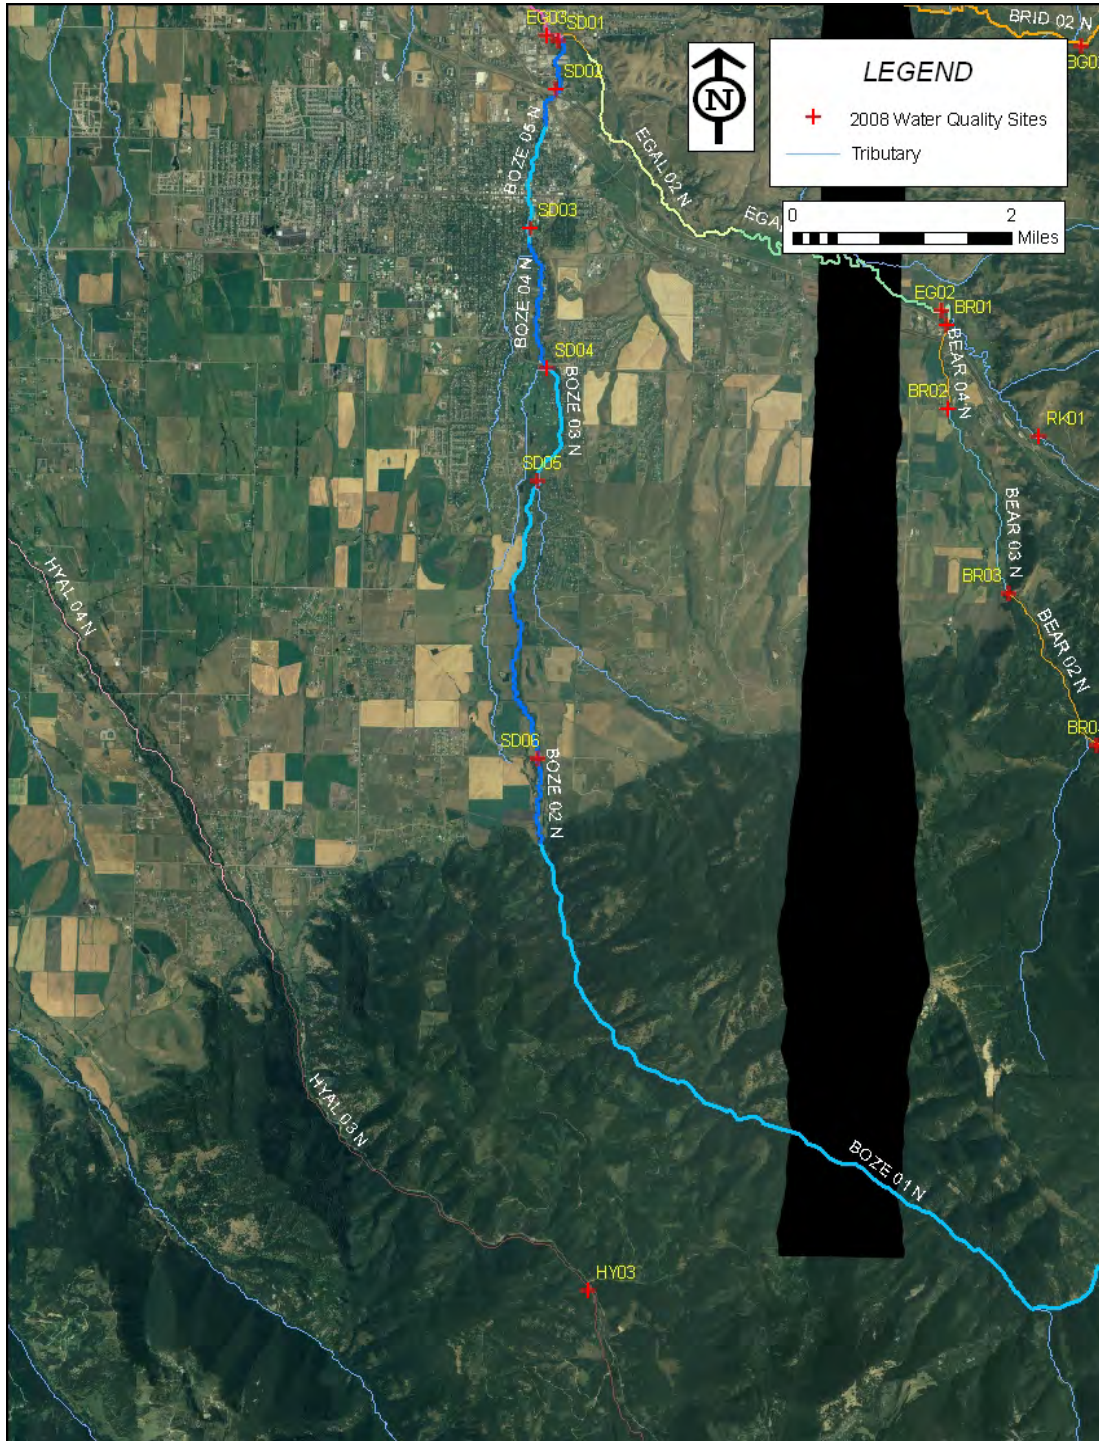 BRID 02 N
EG03
SD01
BG02
SD02
LEGEND
2008 Water Quality Sites
Tributary
N
BOZE 05 N
EGAL 02 N
SD03
0
2
Miles
BOZE 04 N
EG02
BR01
BEAR 04 N
SD04
BOZE 03 N
BR02
RK01
SD05
BEAR 03 N
HYAL 04 N
BR03
BEAR 02 N
SD06
BOZE 02 N
HYAL 03 N
BOZE 01 N
HY03